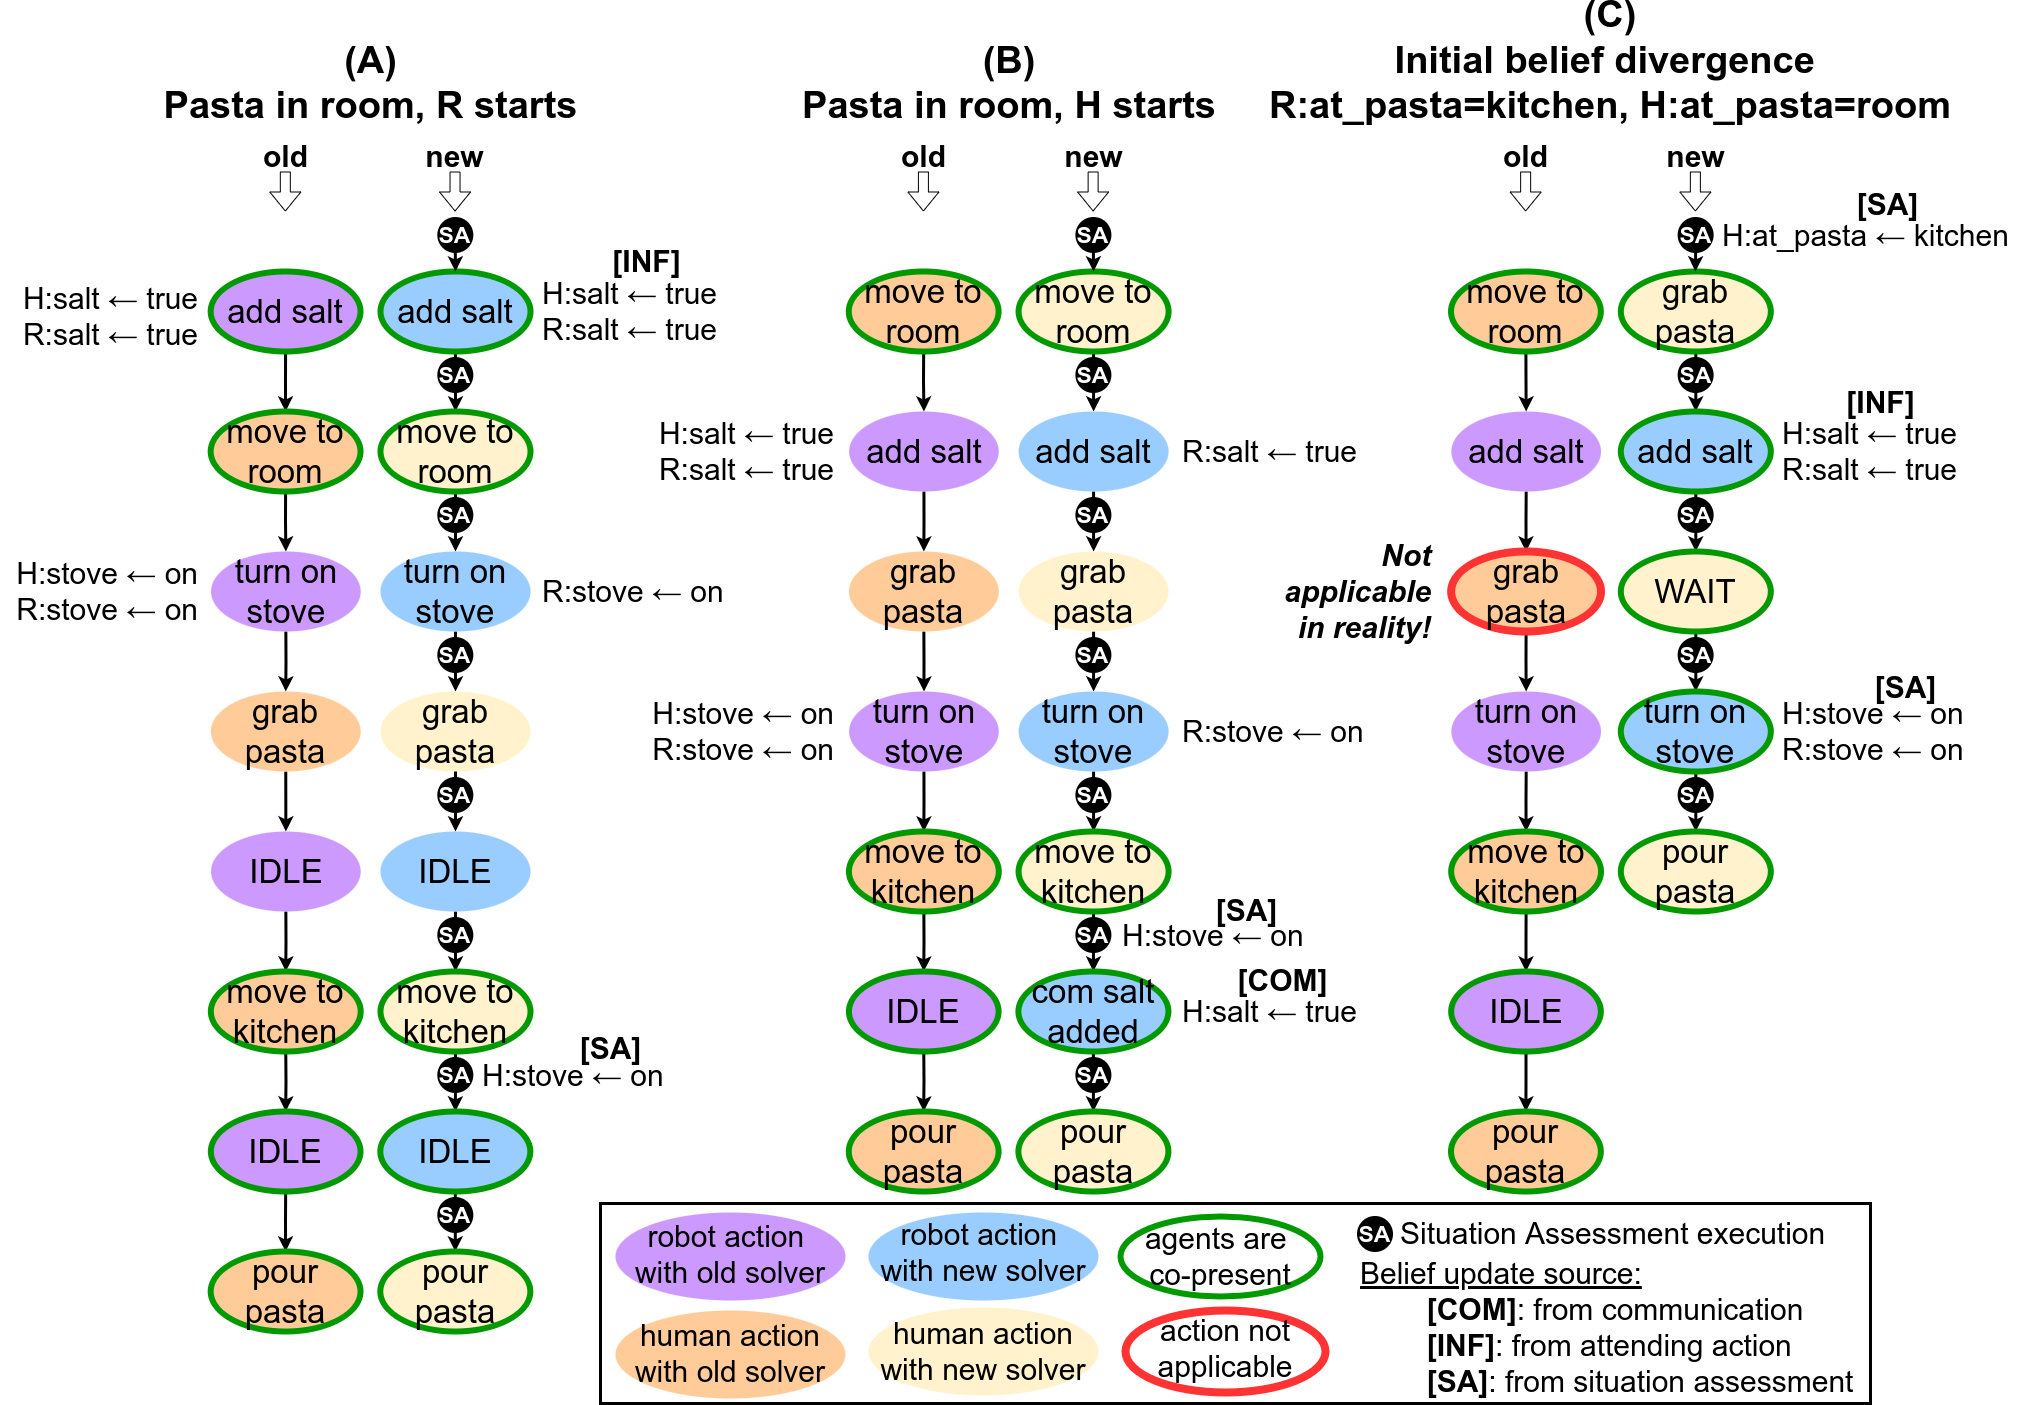 (A)
Pasta in room, R starts
old
new
SA
[INF]
H:salt ← true
R:salt ← true
add salt
add salt
H:salt ← true
R:salt ← true
SA
move to
room
move to
room
SA
H:stove ← on
R:stove ← on
turn on
stove
turn on
stove
R:stove ← on
SA
grab
pasta
grab
pasta
SA
IDLE
IDLE
SA
move to
kitchen
move to
kitchen
[SA]
SA
H:stove ← on
IDLE
IDLE
SA
pour
pasta
pour
pasta
(B)
Pasta in room, H starts
old
new
SA
move to
room
move to
room
SA
H:salt ← true
R:salt ← true
add salt
add salt
R:salt ← true
SA
grab
pasta
grab
pasta
SA
H:stove ← on
R:stove ← on
turn on
stove
turn on
stove
R:stove ← on
SA
move to
kitchen
move to
kitchen
[SA]
SA
H:stove ← on
IDLE
com salt
added
[COM]
H:salt ← true
SA
pour
pasta
pour
pasta
(C)
Initial belief divergence
R:at_pasta=kitchen, H:at_pasta=room
old
new
[SA]
SA
H:at_pasta ← kitchen
move to
room
grab
pasta
SA
add salt
add salt
[INF]
H:salt ← true
R:salt ← true
SA
Not
applicable
in reality!
grab
pasta
WAIT
SA
turn on
stove
turn on
stove
[SA]
H:stove ← on
R:stove ← on
SA
move to
kitchen
pour
pasta
IDLE
pour
pasta
robot action
with old solver
robot action
with new solver
agents are
co-present
human action
with old solver
human action
with new solver
action not
applicable
SA Situation Assessment execution
Belief update source:
[COM]: from communication
[INF]: from attending action
[SA]: from situation assessment